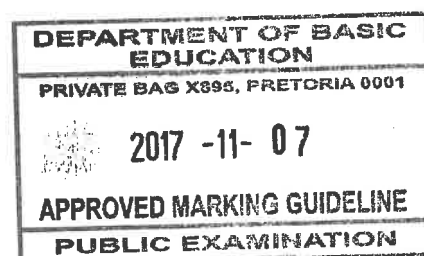 DEPARTMENT OF BASIC
EDUCATION
PRIVATE BAG X895, PRETORIA 0001
2017 -11- 07
APPROVED MARKING GUIDELINE
PUBLIC EXAMINATION